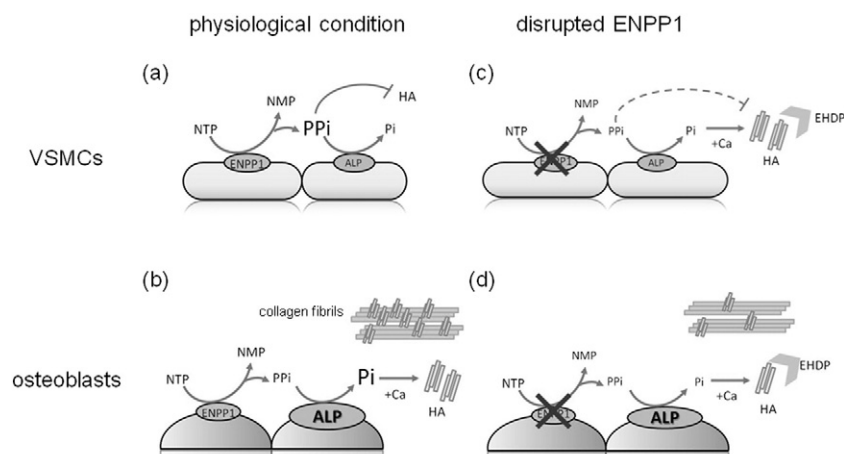 physiological condition
disrupted ENPP1
VSMCs
(a)
NTP
NMP
PPi
Pi
HA
ENPP1
ALP
(c)
NTP
NMP
PPi
Pi
+Ca
HA
EHDP
ENPP1
ALP
osteoblasts
(b)
collagen fibrils
NTP
NMP
PPi
Pi
+Ca
HA
ENPP1
ALP
(d)
NTP
NMP
PPi
Pi
+Ca
HA
EHDP
ENPP1
ALP